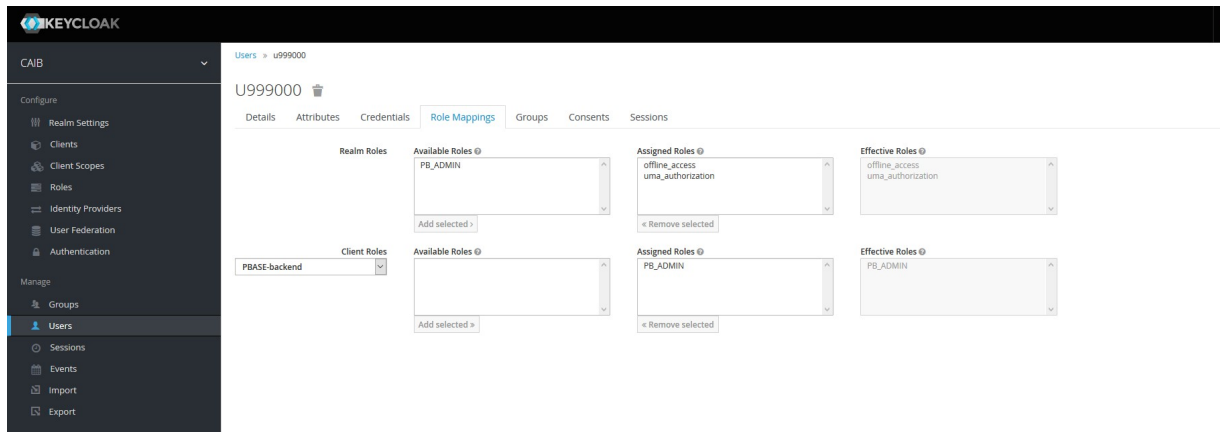 KEYCLOAK
CAIB
Configure
Realm Settings
Clients
Client Scopes
Roles
Identity Providers
User Federation
Authentication
Manage
Groups
Users
Sessions
Events
Import
Export
Users » u999000
U999000
Details Attributes Credentials Role Mappings Groups Consents Sessions
Realm Roles
Available Roles
PB_ADMIN
Add selected ›
Assigned Roles
offline_access
uma_authorization
« Remove selected
Effective Roles
offline_access
uma_authorization
Client Roles
PBASE-backend
Available Roles
Add selected »
Assigned Roles
PB_ADMIN
« Remove selected
Effective Roles
PB_ADMIN